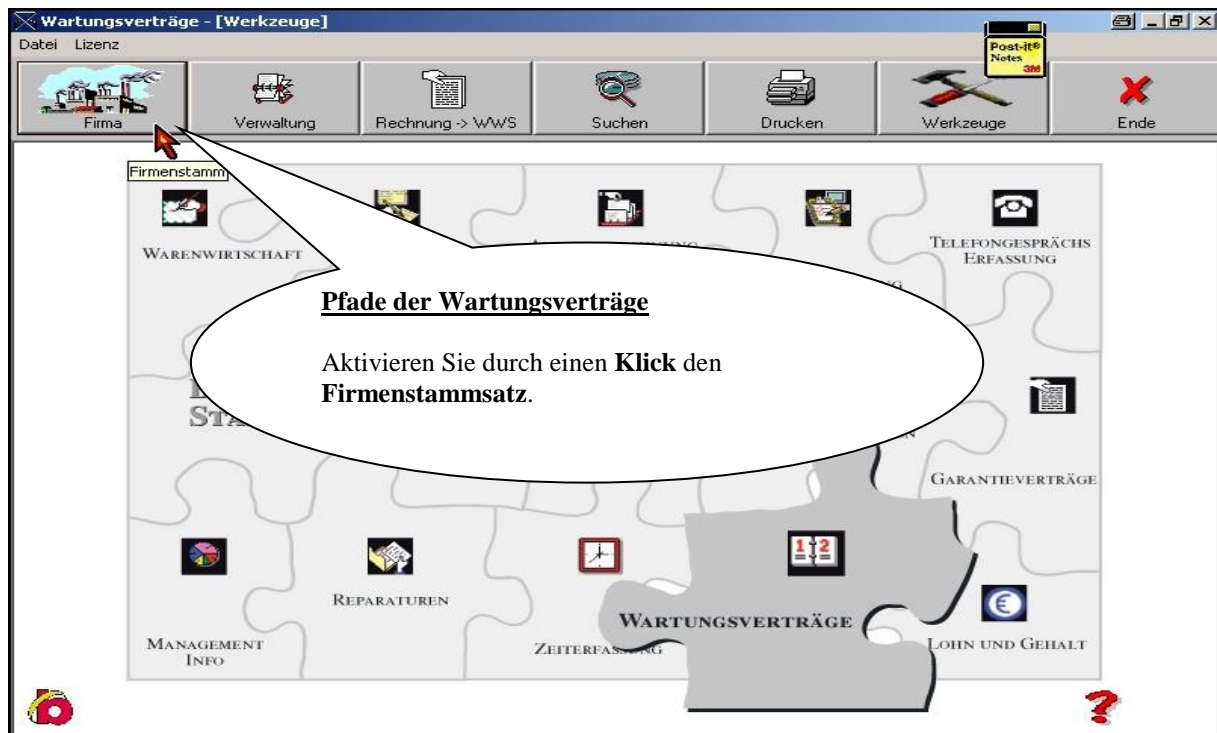 Wartungsverträge - [Werkzeuge]
Datei Lizenz
Post-it®
Notes
3M
Firma
Verwaltung
Rechnung -> WWS
Suchen
Drucken
Werkzeuge
Ende
Firmenstamm
WARENWIRTSCHAFT
TELEFONGESPRÄCHS
ERFASSUNG
Pfade der Wartungsverträge
Aktivieren Sie durch einen Klick den
Firmenstammsatz.
GARANTIEVERTRÄGE
1 2
REPARATUREN
WARTUNGSVERTRÄGE
MANAGEMENT
INFO
ZEITERFASSUNG
€
LOHN UND GEHALT
?